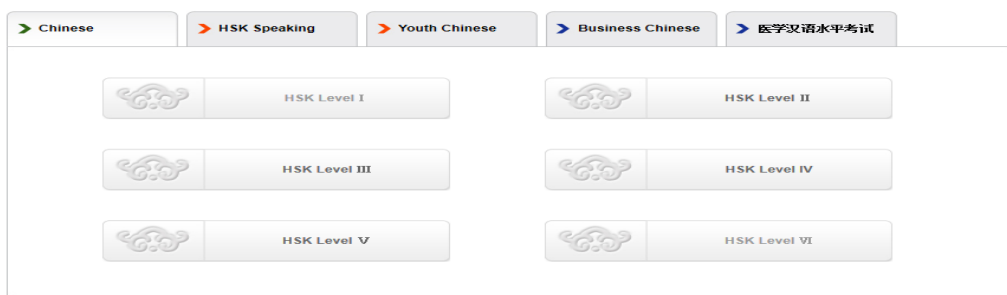 Chinese
HSK Speaking
Youth Chinese
Business Chinese
医学汉语水平考试
HSK Level I
HSK Level II
HSK Level III
HSK Level IV
HSK Level V
HSK Level VI